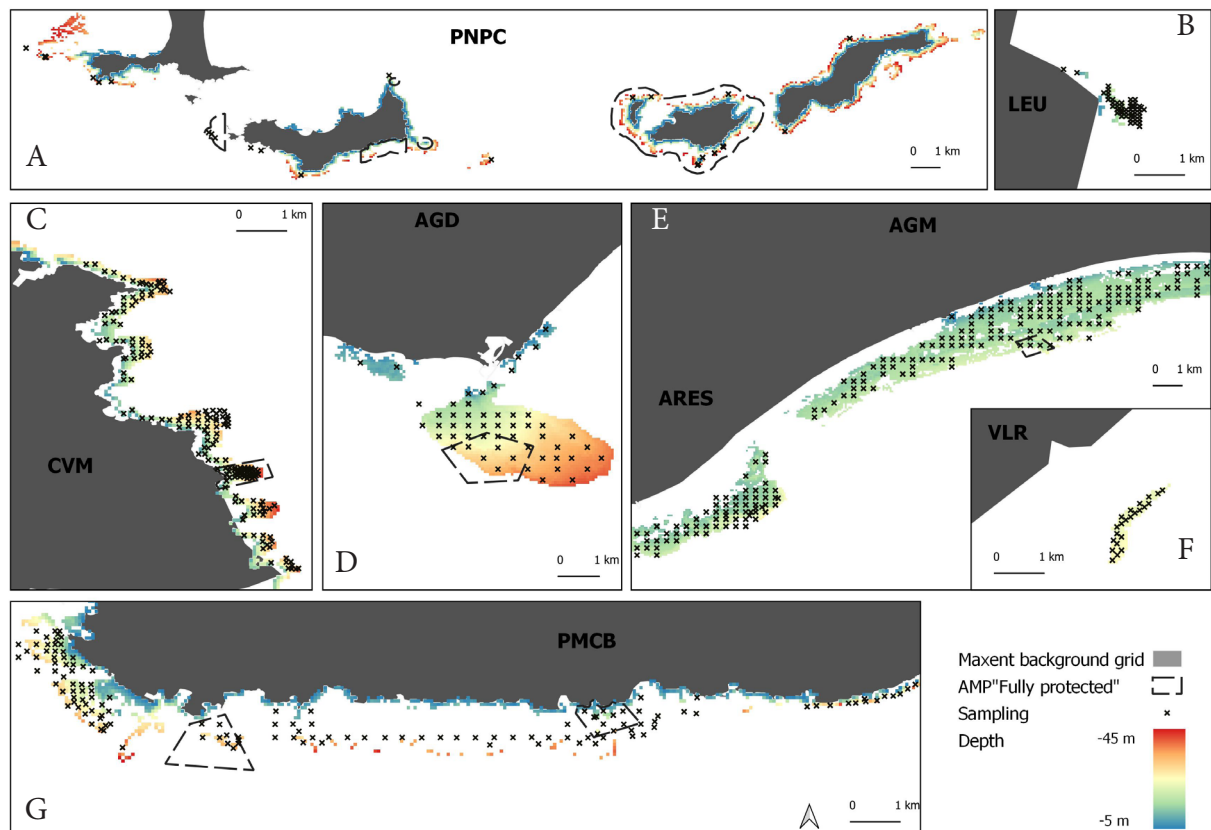 PNPC
A
1 km
0
B
LEU
0
1 km
C
0 1 km
CVM
AGD
D
0 1 km
E
AGM
ARES
0 1 km
VLR
F
0 1 km
PMCB
G
0 1 km
Maxent background grid
AMP"Fully protected"
Sampling
Depth
-45 m
-5 m